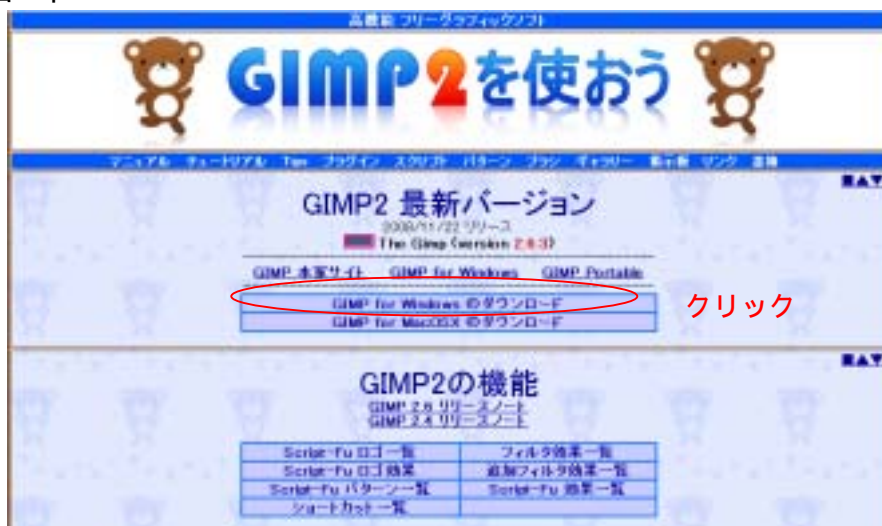 高機能 フリーグラフィックソフト
GIMP2を使おう
マニュアル チュートリアル Tips プラグイン スクリプト パターン ブラシ ギャラリー 掲示板 リンク 書籍
■▲▼
GIMP2 最新バージョン
2008/11/22 リリース
The Gimp (version 2.6.3)
GIMP 本家サイト GIMP for Windows GIMP Portable
GIMP for Windows のダウンロード
クリック
GIMP for MacOSX のダウンロード
■▲▼
GIMP2の機能
GIMP 2.6 リリースノート
GIMP 2.4 リリースノート
Script-Fu ロゴ一覧 フィルタ効果一覧
Script-Fu ロゴ効果 追加フィルタ効果一覧
Script-Fu パターン一覧 Script-Fu 効果一覧
ショートカット一覧